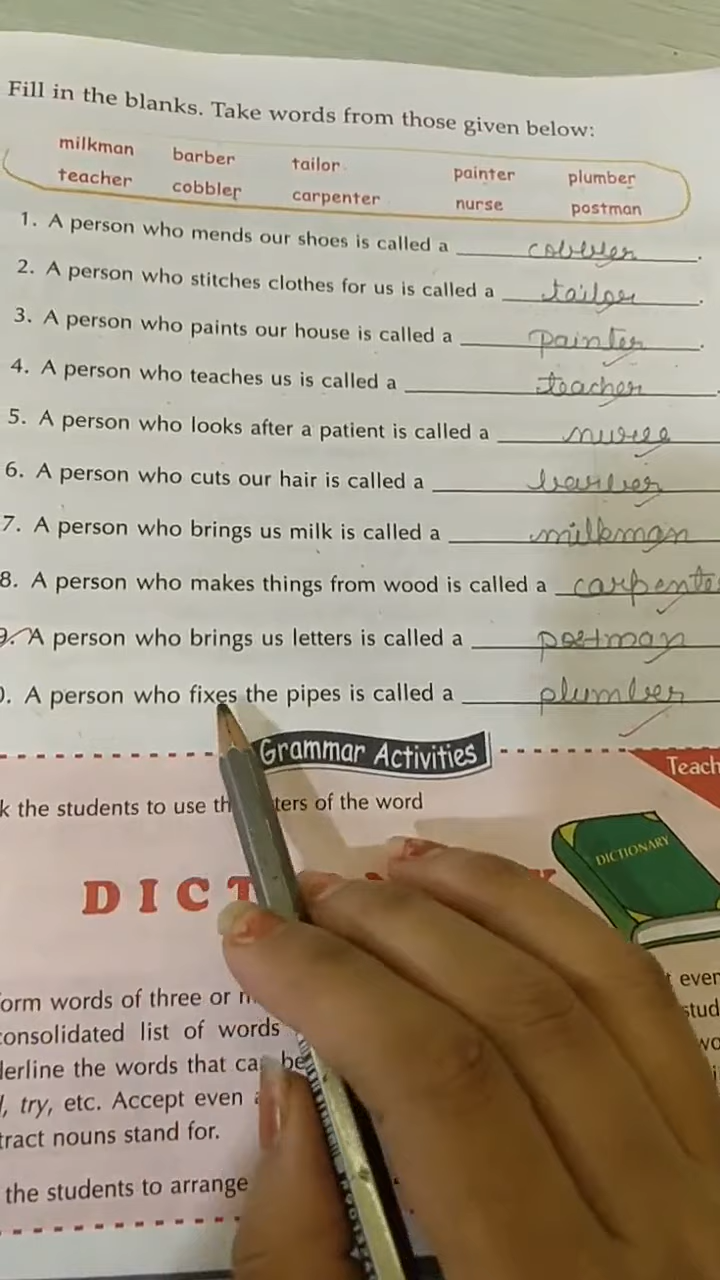 Fill in the blanks. Take words from those given below:
milkman barber tailor painter plumber
teacher cobbler carpenter nurse postman
1. A person who mends our shoes is called a cobbler.
2. A person who stitches clothes for us is called a tailor.
3. A person who paints our house is called a painter.
4. A person who teaches us is called a teacher.
5. A person who looks after a patient is called a nurse
6. A person who cuts our hair is called a barber
7. A person who brings us milk is called a milkman
8. A person who makes things from wood is called a carpente
9. A person who brings us letters is called a postman
0. A person who fixes the pipes is called a plumber
Grammar Activities
Teach
k the students to use th ters of the word
DICT
DICTIONARY
orm words of three or m
onsolidated list of words
derline the words that ca be
, try, etc. Accept even a
tract nouns stand for.
the students to arrange
t even
stud
wo